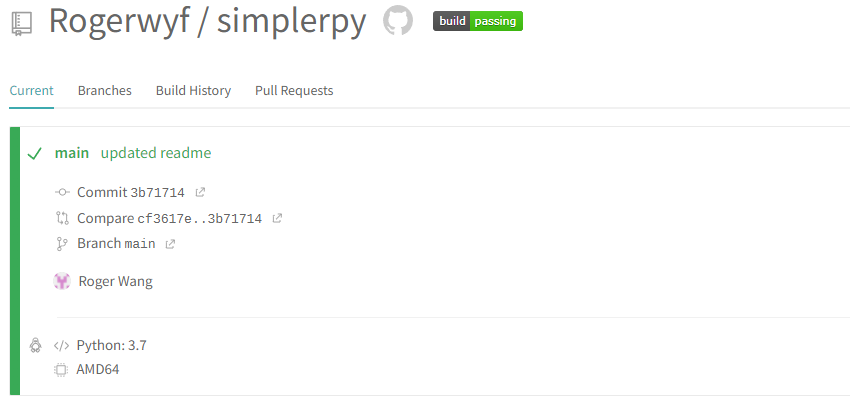 Rogerwyf / simplerpy build passing
Current Branches Build History Pull Requests
main updated readme
Commit 3b71714
Compare cf3617e..3b71714
Branch main
Roger Wang
</> Python: 3.7
AMD64